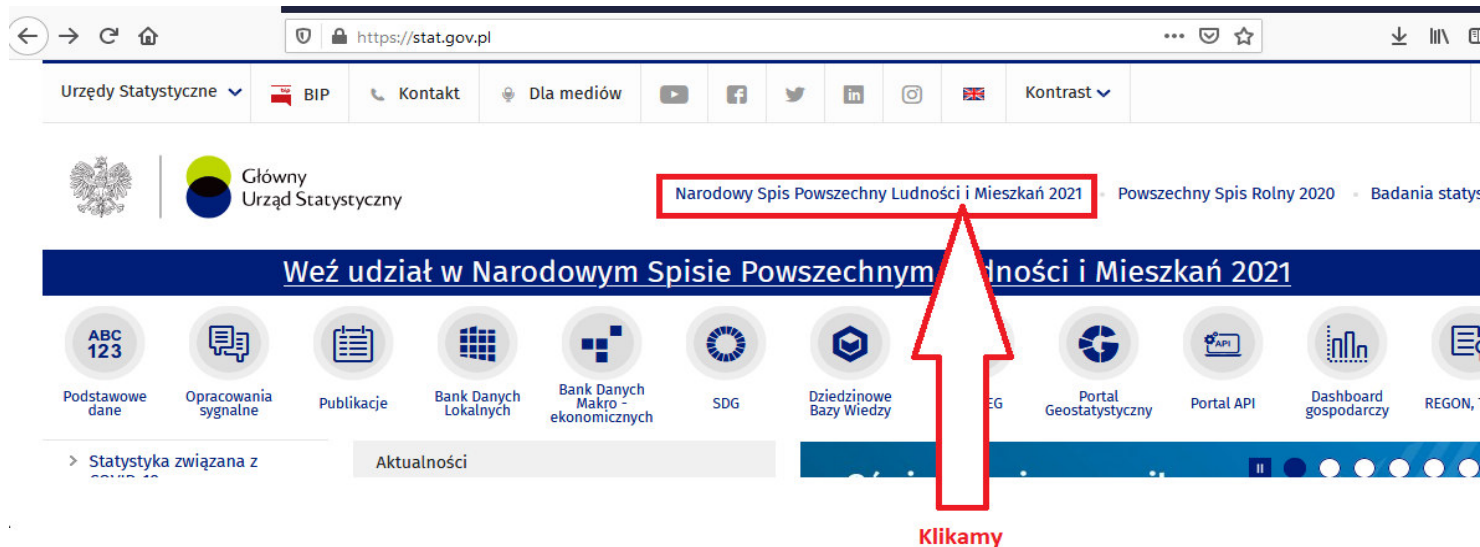 https://stat.gov.pl
Urzędy Statystyczne BIP Kontakt Dla mediów in Kontrast
Główny
Urząd Statystyczny
Narodowy Spis Powszechny Ludności i Mieszkań 2021 Powszechny Spis Rolny 2020 Badania
Weź udział w Narodowym Spisie Powszechnym i Mieszkań 2021
ABC
123
API
Podstawowe
dane
Opracowania
sygnalne
Publikacje
Bank Danych
Lokalnych
Bank Danych
Makro -
ekonomicznych
SDG
Dziedzinowe
Bazy Wiedzy
Portal
Geostatystyczny
Portal API
Dashboard
gospodarczy
REGON,
Statystyka związana z
Aktualności
Klikamy